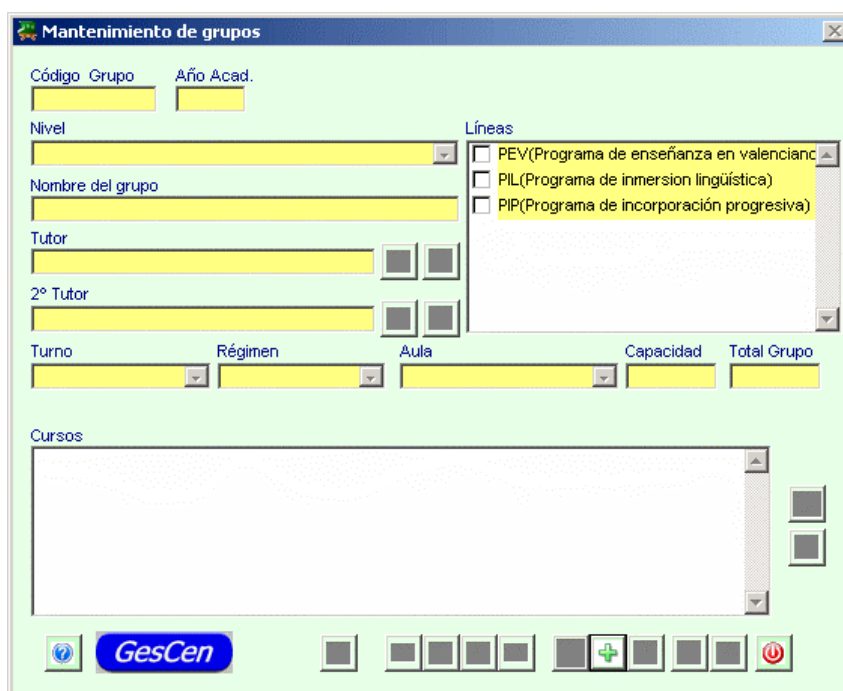 Mantenimiento de grupos
Código Grupo Año Acad.
Nivel Líneas
PEV(Programa de enseñanza en valenciano
PIL(Programa de inmersion lingüística)
Nombre del grupo
PIP(Programa de incorporación progresiva)
Tutor
2º Tutor
Turno Régimen Aula Capacidad Total Grupo
Cursos
GesCen